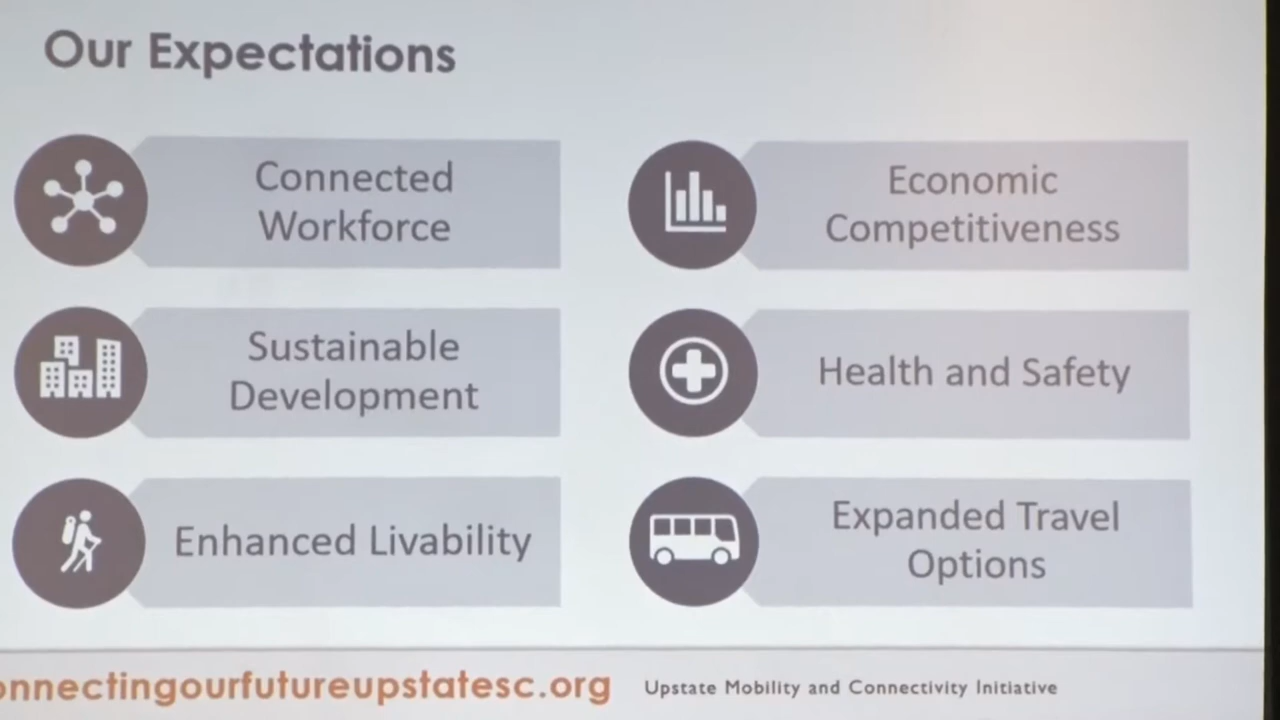 Our Expectations
Connected
Workforce
Economic
Competitiveness
Sustainable
Development
Health and Safety
Enhanced Livability
Expanded Travel
Options
onnectingourfutureupstatesc.org
Upstate Mobility and Connectivity Initiative